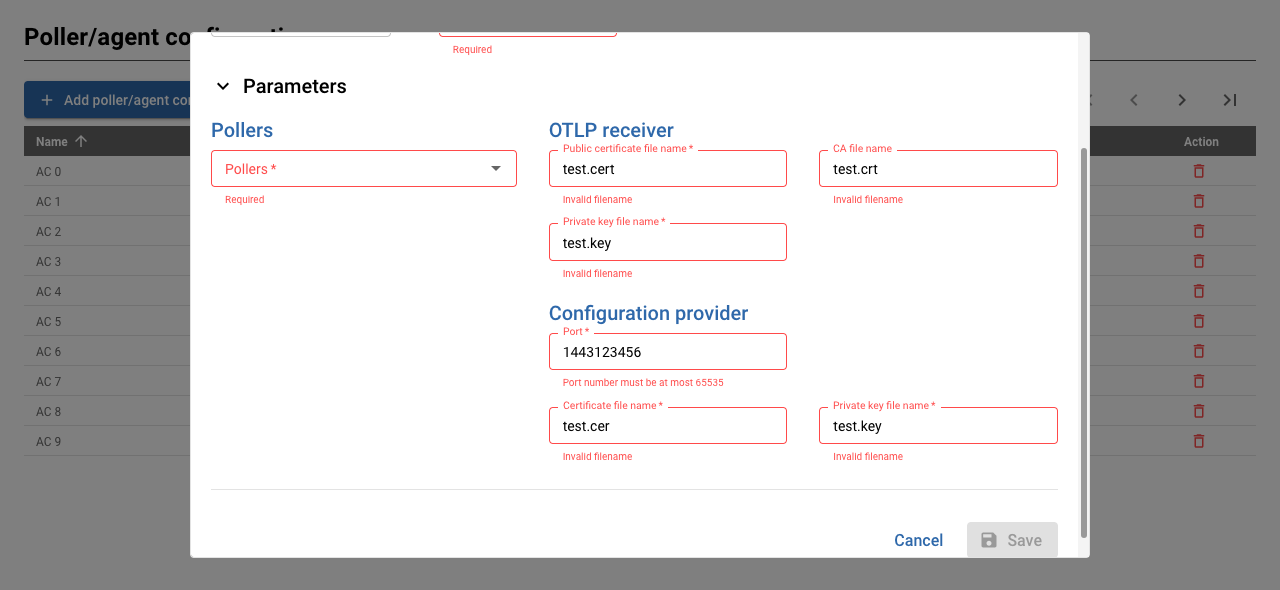 Poller/agent co
Required
Parameters
Add poller/agent co
Name
Action
Pollers
OTLP receiver
Pollers *
Required
Public certificate file name *
test.cert
Invalid filename
CA file name
test.crt
Invalid filename
Private key file name *
test.key
Invalid filename
Configuration provider
Port *
1443123456
Port number must be at most 65535
Certificate file name *
test.cer
Invalid filename
Private key file name *
test.key
Invalid filename
AC 0
AC 1
AC 2
AC 3
AC 4
AC 5
AC 6
AC 7
AC 8
AC 9
Cancel
Save